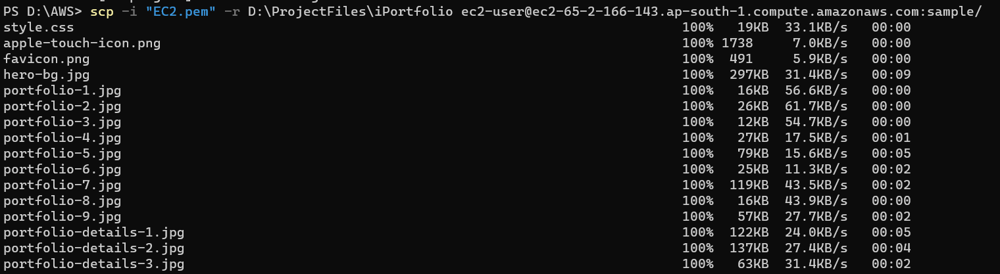 PS D:\AWS> scp -i "EC2.pem" -r D:\ProjectFiles\iPortfolio ec2-user@ec2-65-2-166-143.ap-south-1.compute.amazonaws.com:sample/
style.css 100% 19KB 33.1KB/s 00:00
apple-touch-icon.png 100% 1738 7.0KB/s 00:00
favicon.png 100% 491 5.9KB/s 00:00
hero-bg.jpg 100% 297KB 31.4KB/s 00:09
portfolio-1.jpg 100% 16KB 56.6KB/s 00:00
portfolio-2.jpg 100% 26KB 61.7KB/s 00:00
portfolio-3.jpg 100% 12KB 54.7KB/s 00:00
portfolio-4.jpg 100% 27KB 17.5KB/s 00:01
portfolio-5.jpg 100% 79KB 15.6KB/s 00:05
portfolio-6.jpg 100% 25KB 11.3KB/s 00:02
portfolio-7.jpg 100% 119KB 43.5KB/s 00:02
portfolio-8.jpg 100% 16KB 43.9KB/s 00:00
portfolio-9.jpg 100% 57KB 27.7KB/s 00:02
portfolio-details-1.jpg 100% 122KB 24.0KB/s 00:05
portfolio-details-2.jpg 100% 137KB 27.4KB/s 00:04
portfolio-details-3.jpg 100% 63KB 31.4KB/s 00:02